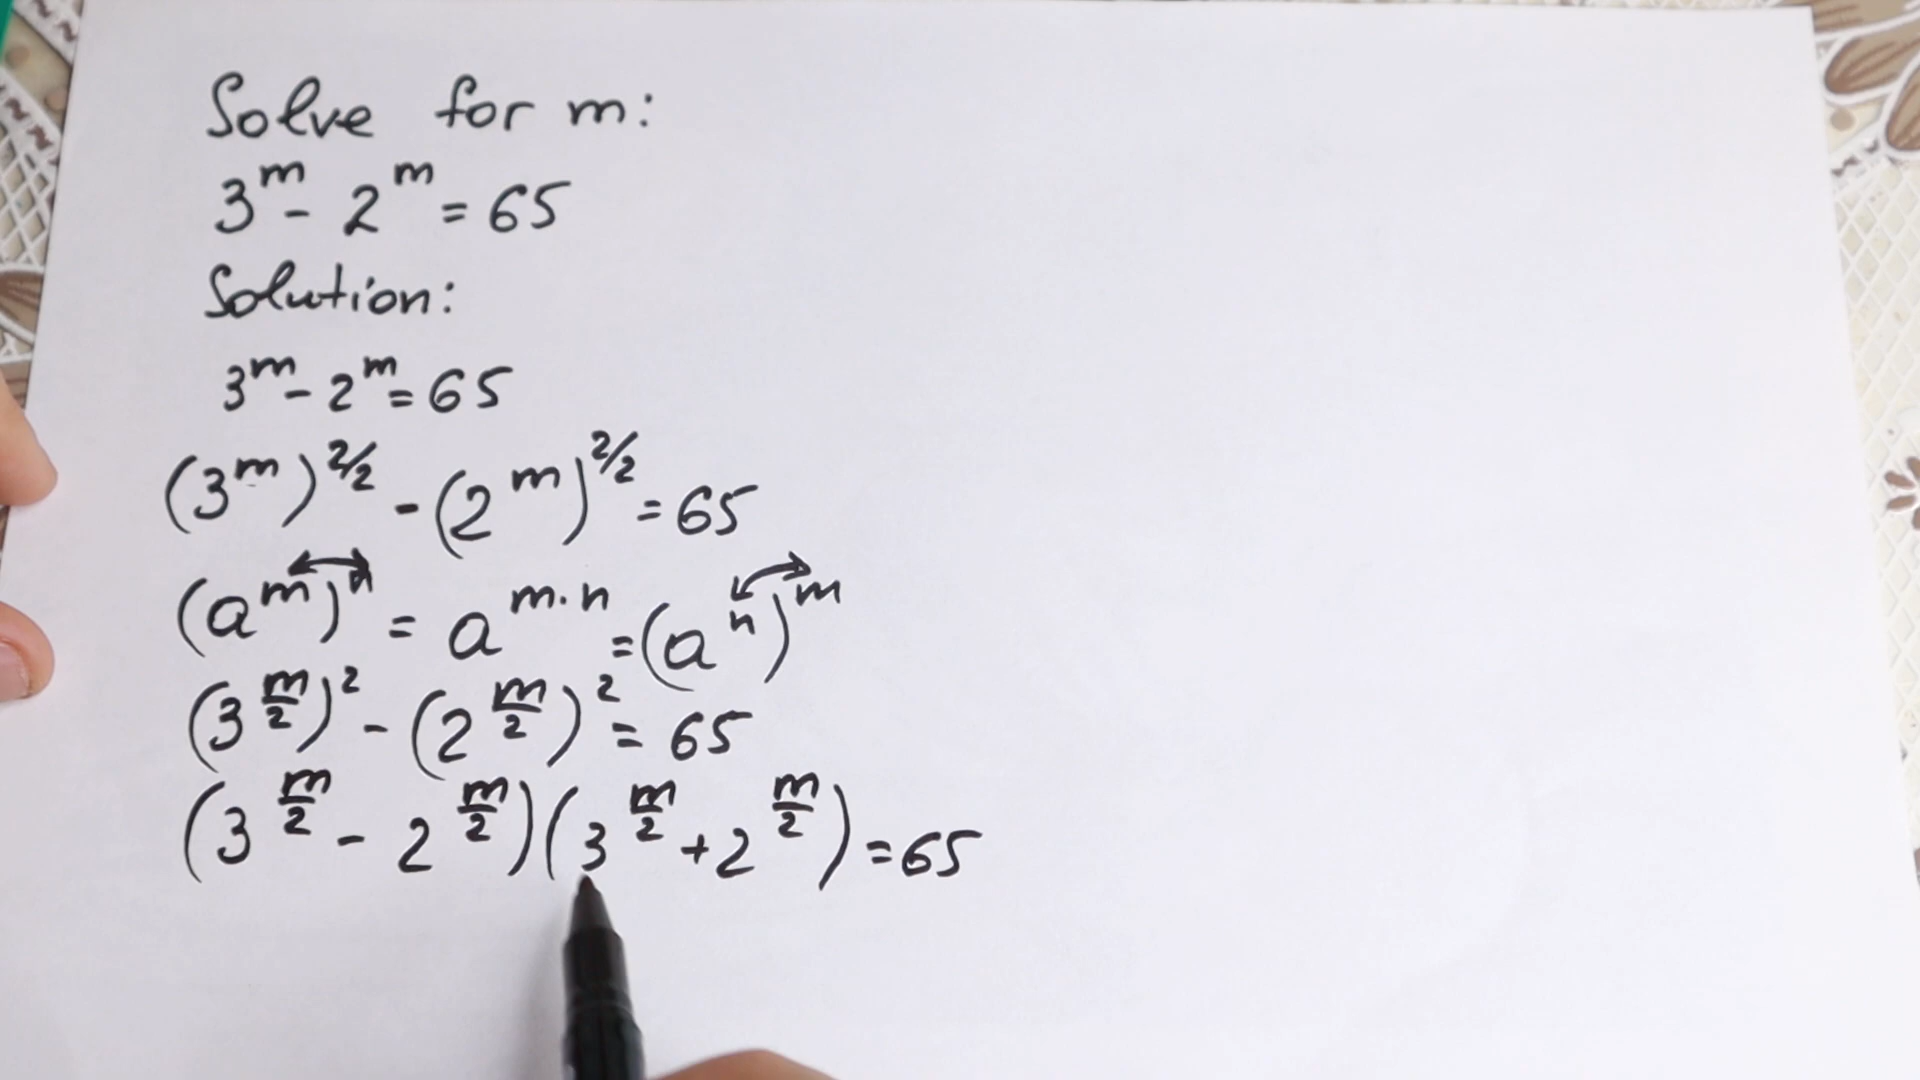 Solve for m:
3^m - 2^m = 65
Solution:
3^m - 2^m = 65
(3^m)^2/2 - (2^m)^2/2 = 65
(a^m)^n = a^m·n = (a^n)^m
(3^m/2)^2 - (2^m/2)^2 = 65
(3^m/2 - 2^m/2)(3^m/2 + 2^m/2) = 65